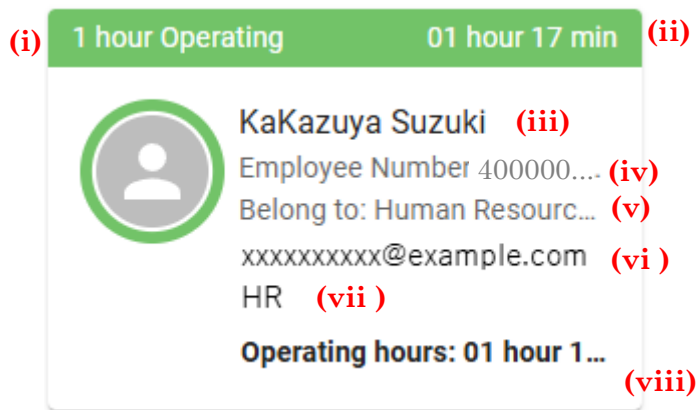 (i) 1 hour Operating 01 hour 17 min (ii)
KaKazuya Suzuki (iii)
Employee Number 400000... (iv)
Belong to: Human Resourc... (v)
xxxxxxxxxx@example.com (vi )
HR (vii )
Operating hours: 01 hour 1...
(viii)